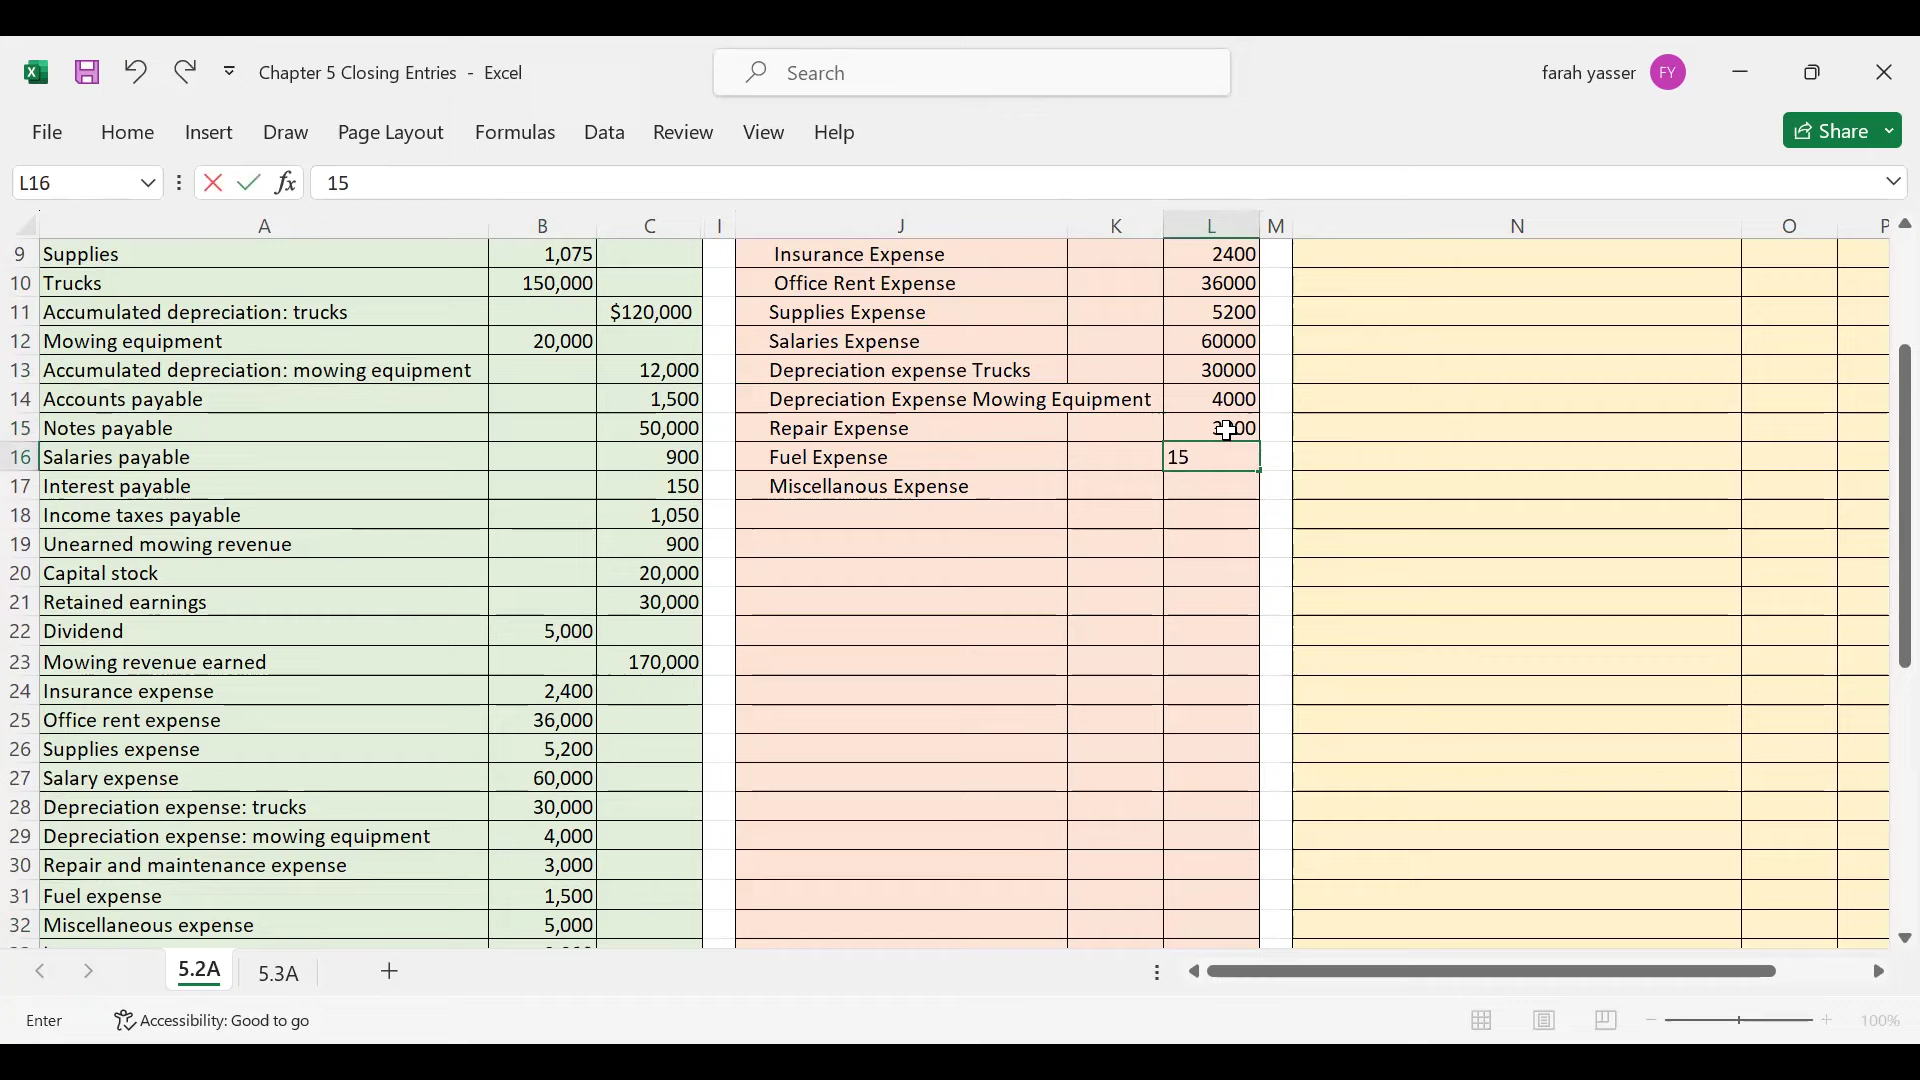 Chapter 5 Closing Entries - Excel
Search
farah yasser FY
File Home Insert Draw Page Layout Formulas Data Review View Help
Share
L16 fx 15
A B C I J K L M N O P
9 Supplies 1,075 Insurance Expense 2400
10 Trucks 150,000 Office Rent Expense 36000
11 Accumulated depreciation: trucks $120,000 Supplies Expense 5200
12 Mowing equipment 20,000 Salaries Expense 60000
13 Accumulated depreciation: mowing equipment 12,000 Depreciation expense Trucks 30000
14 Accounts payable 1,500 Depreciation Expense Mowing Equipment 4000
15 Notes payable 50,000 Repair Expense
16 Salaries payable 900 Fuel Expense 15
17 Interest payable 150 Miscellanous Expense
18 Income taxes payable 1,050
19 Unearned mowing revenue 900
20 Capital stock 20,000
21 Retained earnings 30,000
22 Dividend 5,000
23 Mowing revenue earned 170,000
24 Insurance expense 2,400
25 Office rent expense 36,000
26 Supplies expense 5,200
27 Salary expense 60,000
28 Depreciation expense: trucks 30,000
29 Depreciation expense: mowing equipment 4,000
30 Repair and maintenance expense 3,000
31 Fuel expense 1,500
32 Miscellaneous expense 5,000
5.2A 5.3A
Enter Accessibility: Good to go 100%